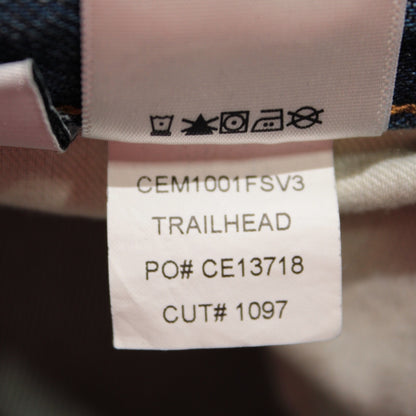 CEM1001FSV3
TRAILHEAD
PO# CE13718
CUT# 1097